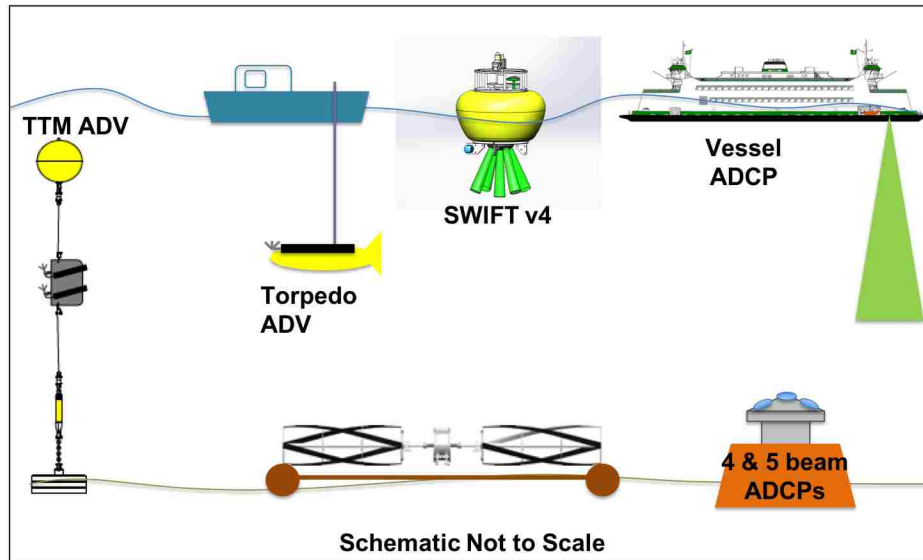 TTM ADV
SWIFT v4
Vessel
ADCP
Torpedo
ADV
4 & 5 beam
ADCPs
Schematic Not to Scale